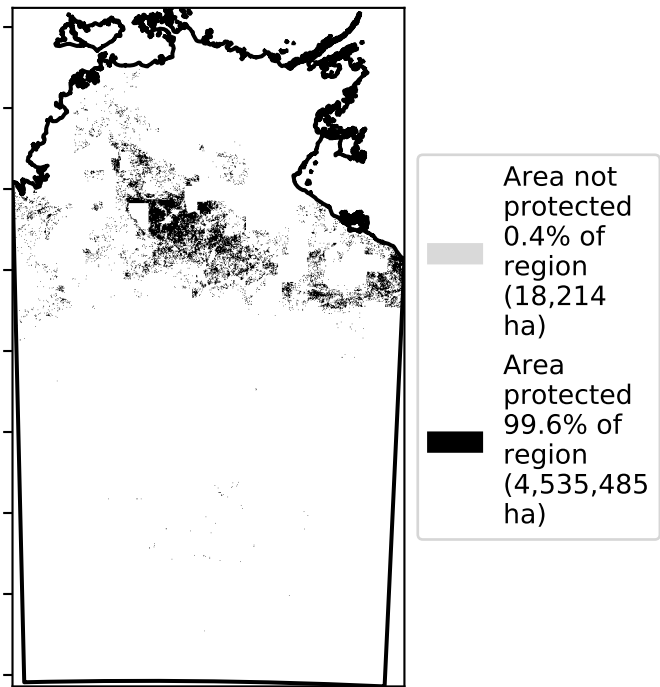 Area not
protected
0.4% of
region
(18,214
ha)
Area
protected
99.6% of
region
(4,535,485
ha)